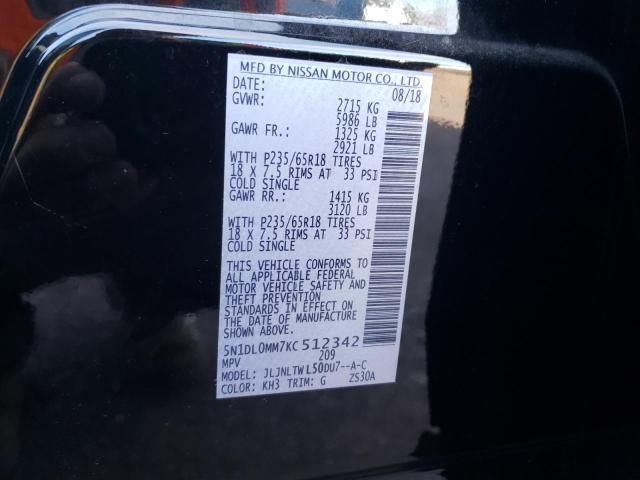 MFD BY NISSAN MOTOR CO., LTD.
DATE: 08/18
GVWR: 2715 KG
5986 LB
GAWR FR.: 1325 KG
2921 LB
WITH P235/65R18 TIRES
18 X 7.5 RIMS AT 33 PSI
COLD SINGLE
GAWR RR.: 1415 KG
3120 LB
WITH P235/65R18 TIRES
18 X 7.5 RIMS AT 33 PSI
COLD SINGLE
THIS VEHICLE CONFORMS TO
ALL APPLICABLE FEDERAL
MOTOR VEHICLE SAFETY AND
THEFT PREVENTION
STANDARDS IN EFFECT ON
THE DATE OF MANUFACTURE
SHOWN ABOVE.
5N1DL0MM7KC512342
MPV 209
MODEL: JLJNLTWL50DU7--A-C
COLOR: KH3 TRIM: G ZS30A